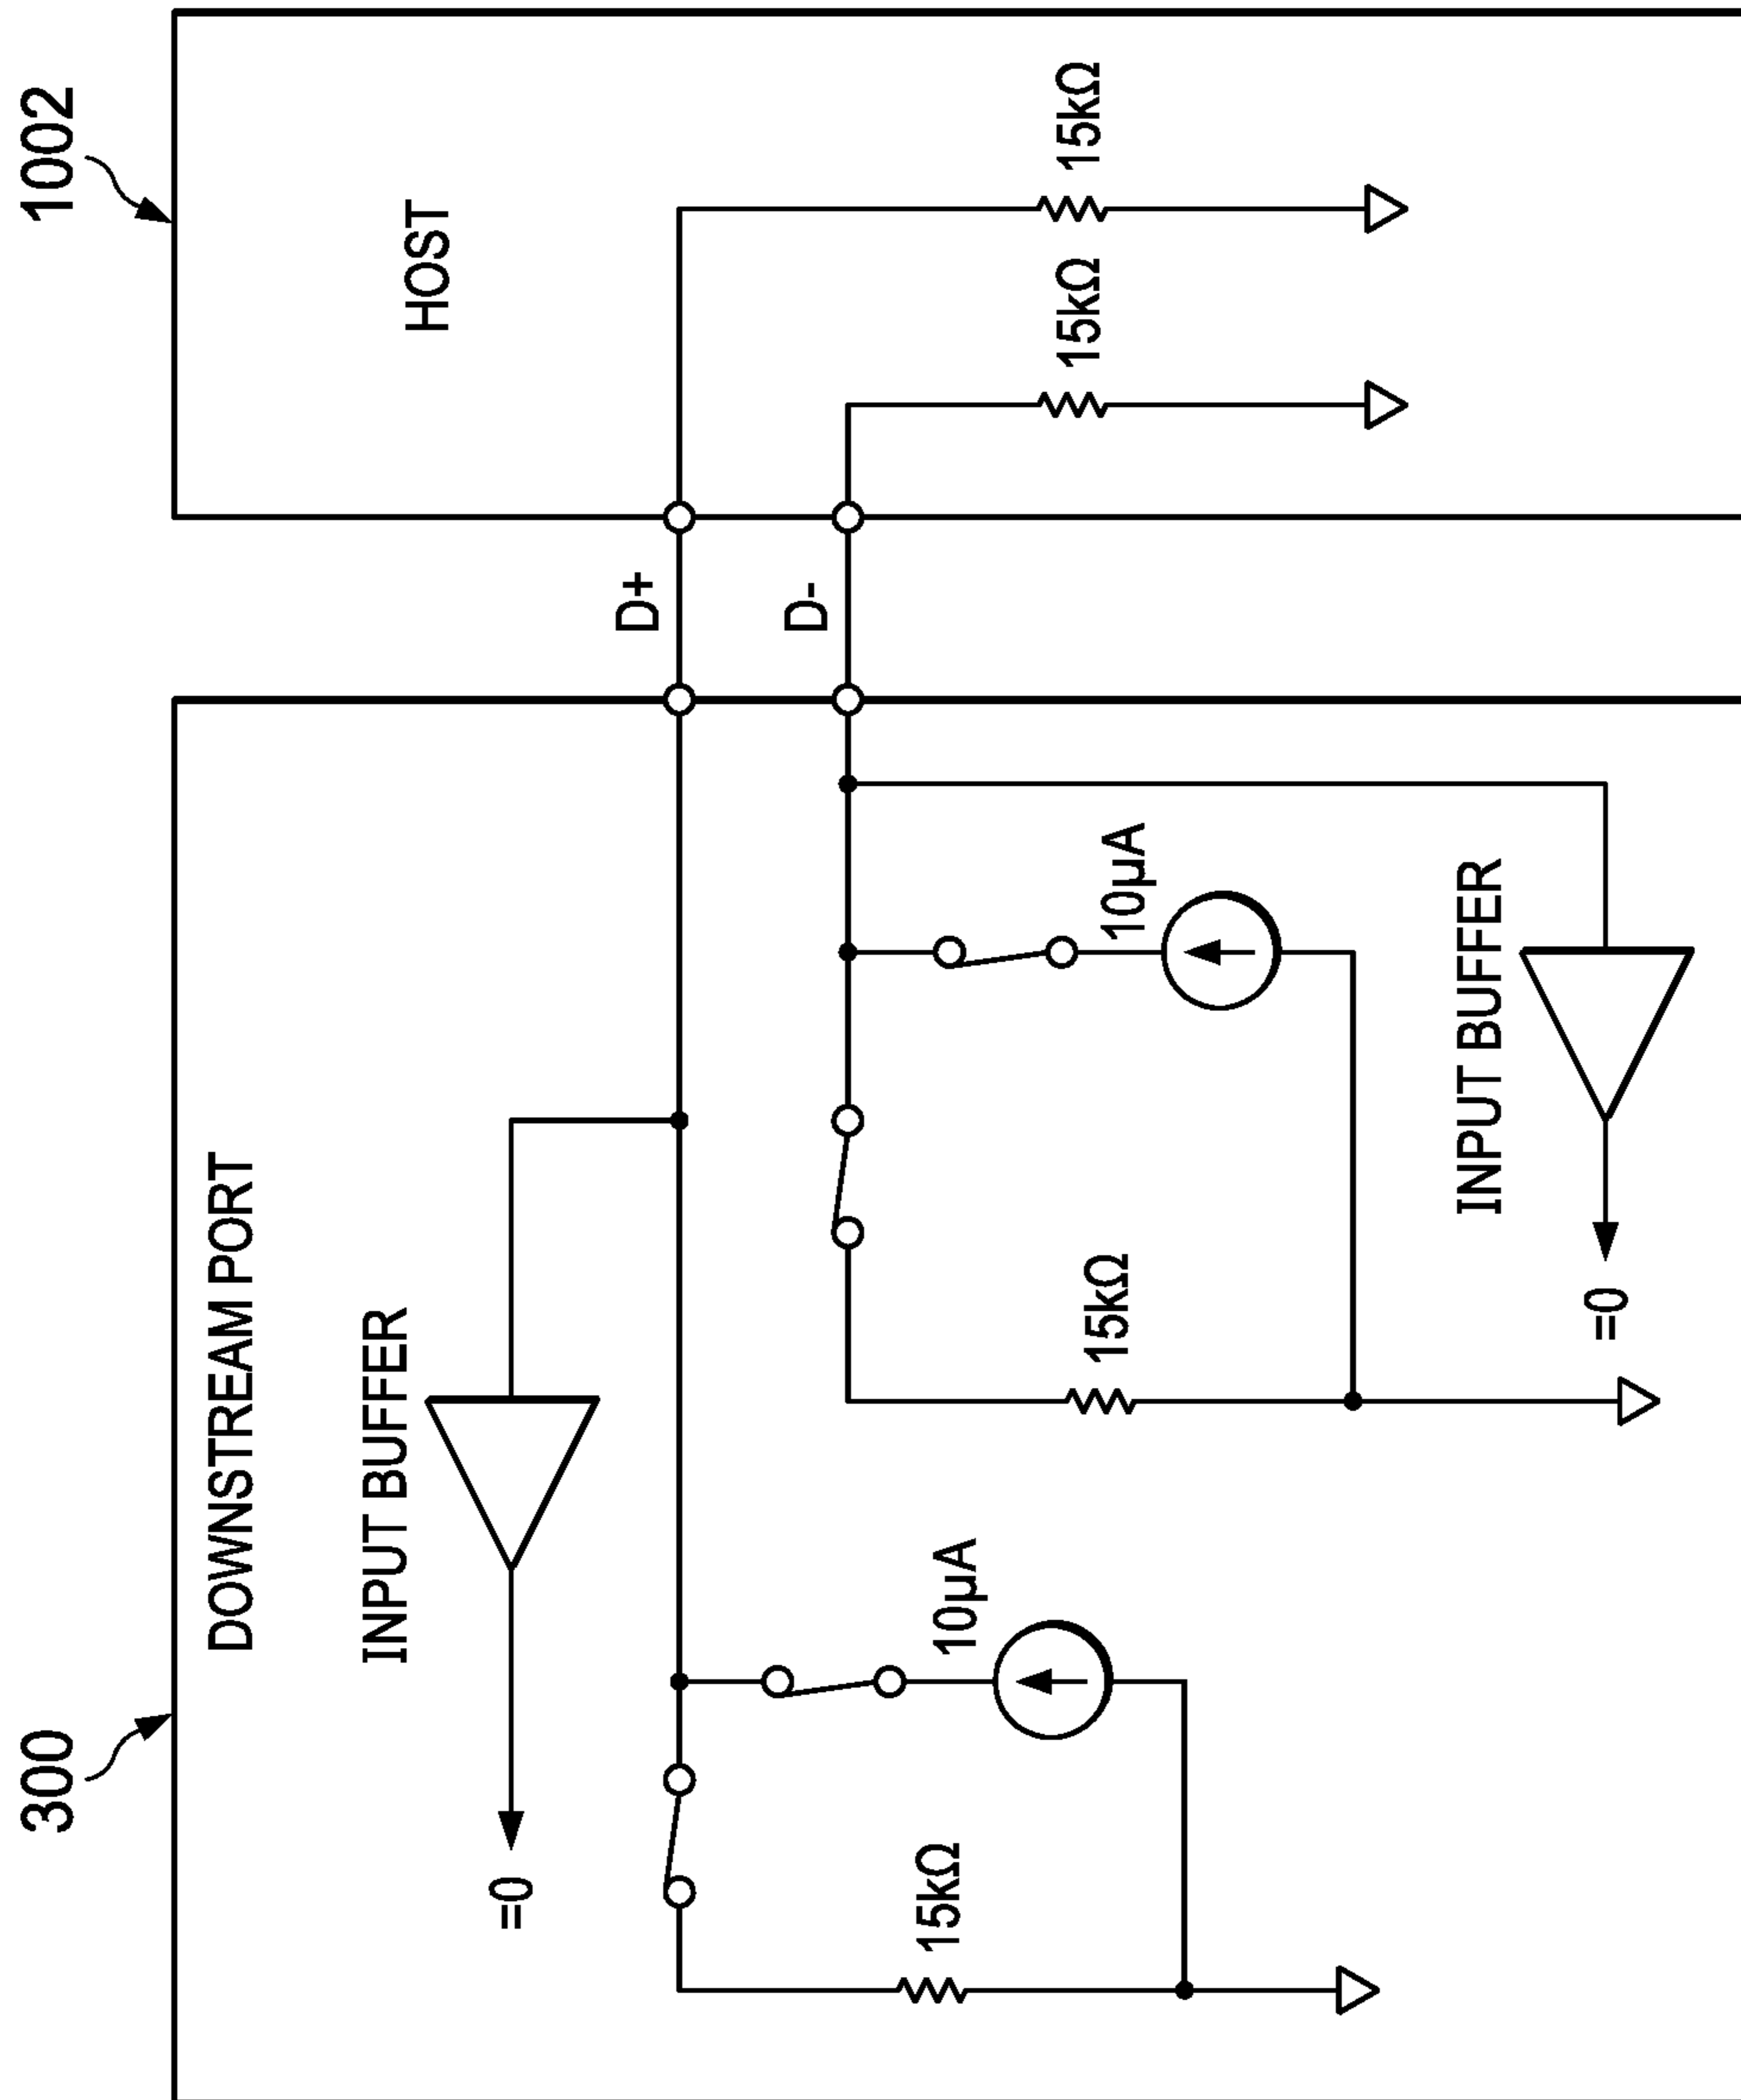 300
1002
DOWNSTREAM PORT
HOST
INPUT BUFFER
=0
D+
D-
10µA
15kΩ
10µA
15kΩ
15kΩ
15kΩ
INPUT BUFFER
=0